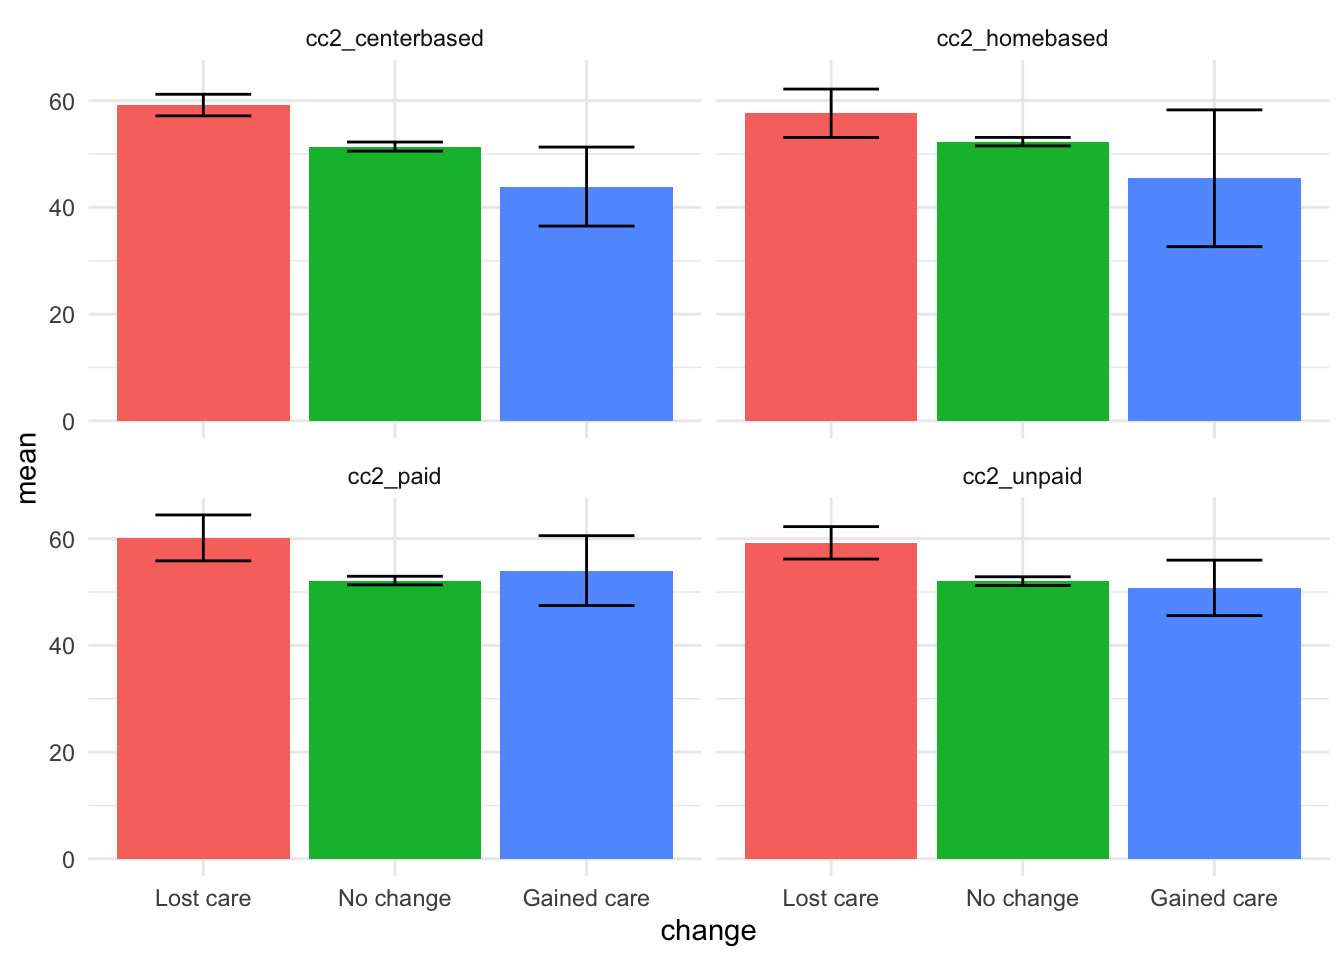 cc2_centerbased
cc2_homebased
60
40
20
0
cc2_paid
cc2_unpaid
60
40
20
0
mean
Lost care
No change
Gained care
Lost care
No change
Gained care
change